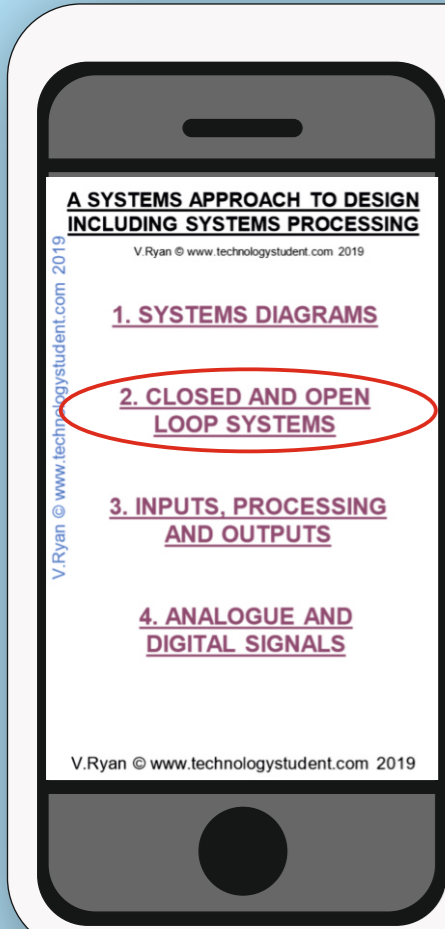 A SYSTEMS APPROACH TO DESIGN
INCLUDING SYSTEMS PROCESSING
V.Ryan © www.technologystudent.com 2019
V.Ryan © www.technologystudent.com 2019
1. SYSTEMS DIAGRAMS
2. CLOSED AND OPEN
LOOP SYSTEMS
3. INPUTS, PROCESSING
AND OUTPUTS
4. ANALOGUE AND
DIGITAL SIGNALS
V.Ryan © www.technologystudent.com 2019